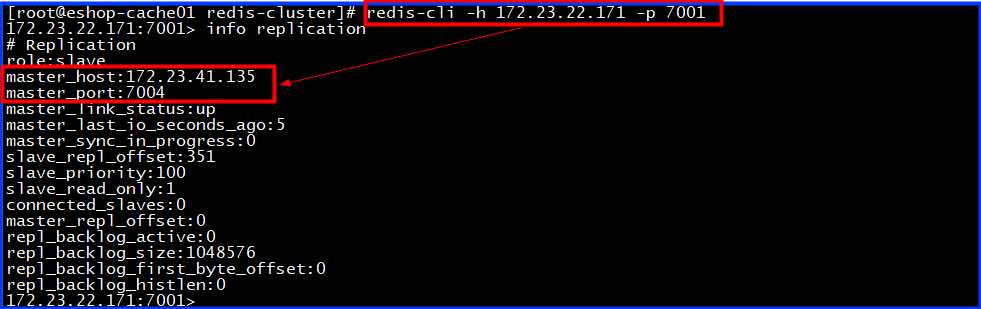 [root@eshop-cache01 redis-cluster]# redis-cli -h 172.23.22.171 -p 7001
172.23.22.171:7001> info replication
# Replication
role:slave
master_host:172.23.41.135
master_port:7004
master_link_status:up
master_last_io_seconds_ago:5
master_sync_in_progress:0
slave_repl_offset:351
slave_priority:100
slave_read_only:1
connected_slaves:0
master_repl_offset:0
repl_backlog_active:0
repl_backlog_size:1048576
repl_backlog_first_byte_offset:0
repl_backlog_histlen:0
172.23.22.171:7001>